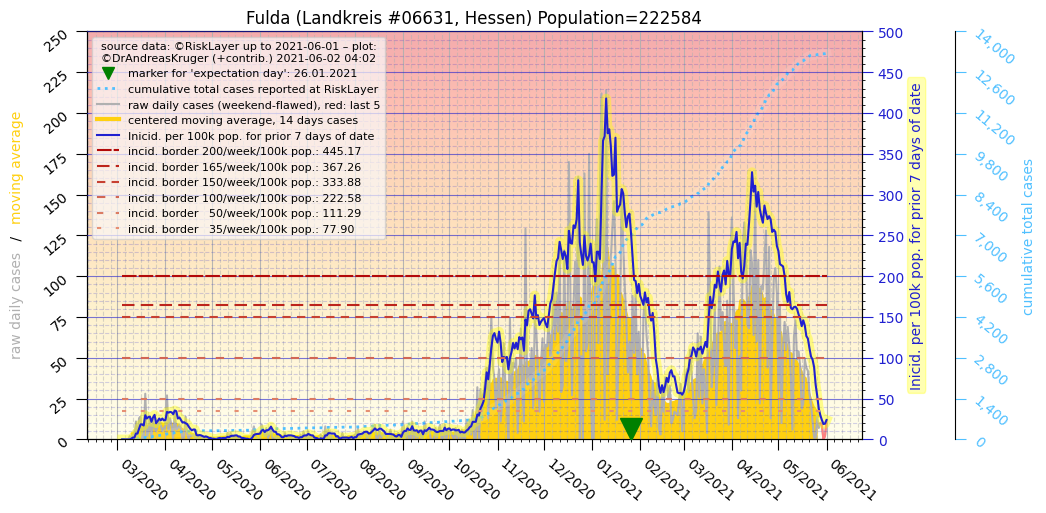 Fulda (Landkreis #06631, Hessen) Population=222584
source data: ©RiskLayer up to 2021-06-01 – plot:
©DrAndreasKruger (+contrib.) 2021-06-02 04:02
marker for 'expectation day': 26.01.2021
cumulative total cases reported at RiskLayer
raw daily cases (weekend-flawed), red: last 5
centered moving average, 14 days cases
Inicid. per 100k pop. for prior 7 days of date
incid. border 200/week/100k pop.: 445.17
incid. border 165/week/100k pop.: 367.26
incid. border 150/week/100k pop.: 333.88
incid. border 100/week/100k pop.: 222.58
incid. border   50/week/100k pop.: 111.29
incid. border   35/week/100k pop.: 77.90
raw daily cases / moving average
250
225
200
175
150
125
100
75
50
25
0
03/2020
04/2020
05/2020
06/2020
07/2020
08/2020
09/2020
10/2020
11/2020
12/2020
01/2021
02/2021
03/2021
04/2021
05/2021
06/2021
500
450
400
350
300
250
200
150
100
50
0
Inicid. per 100k pop. for prior 7 days of date
14,000
12,600
11,200
9,800
8,400
7,000
5,600
4,200
2,800
1,400
0
cumulative total cases